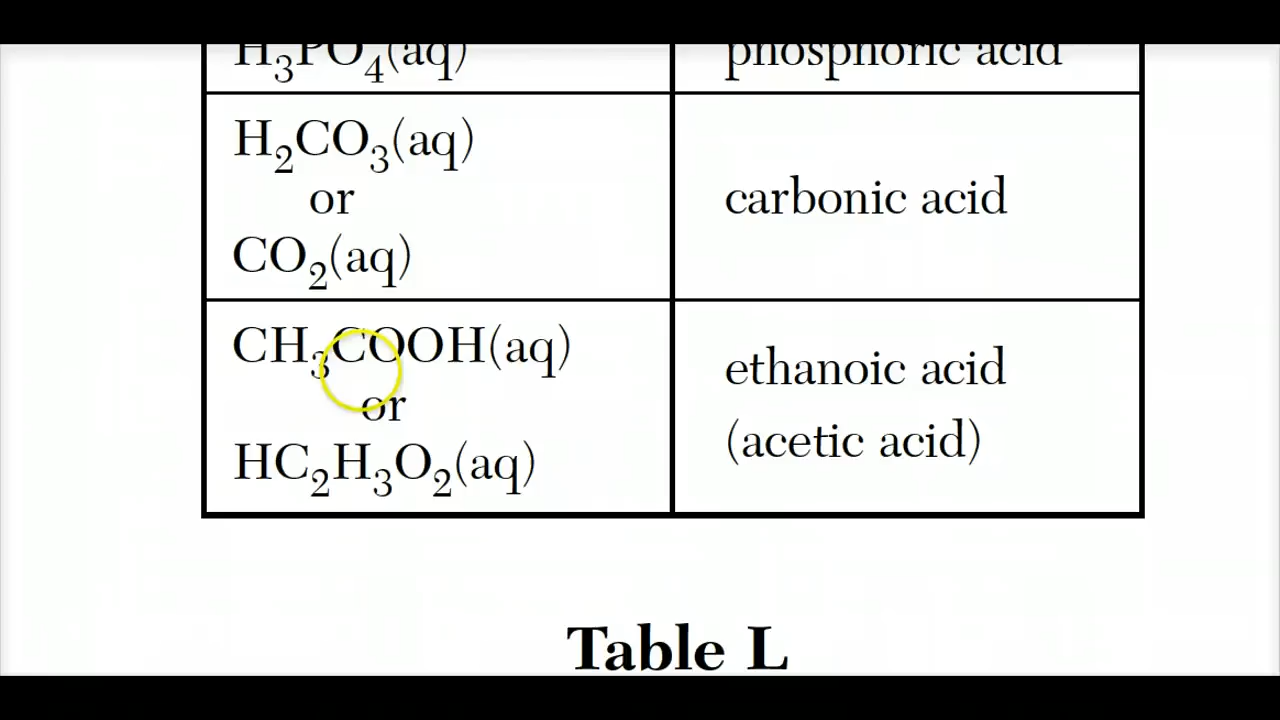 H₃PO₄(aq) phosphoric acid
H₂CO₃(aq)
or
CO₂(aq)
carbonic acid
CH₃COOH(aq)
or
HC₂H₃O₂(aq)
ethanoic acid
(acetic acid)
Table L